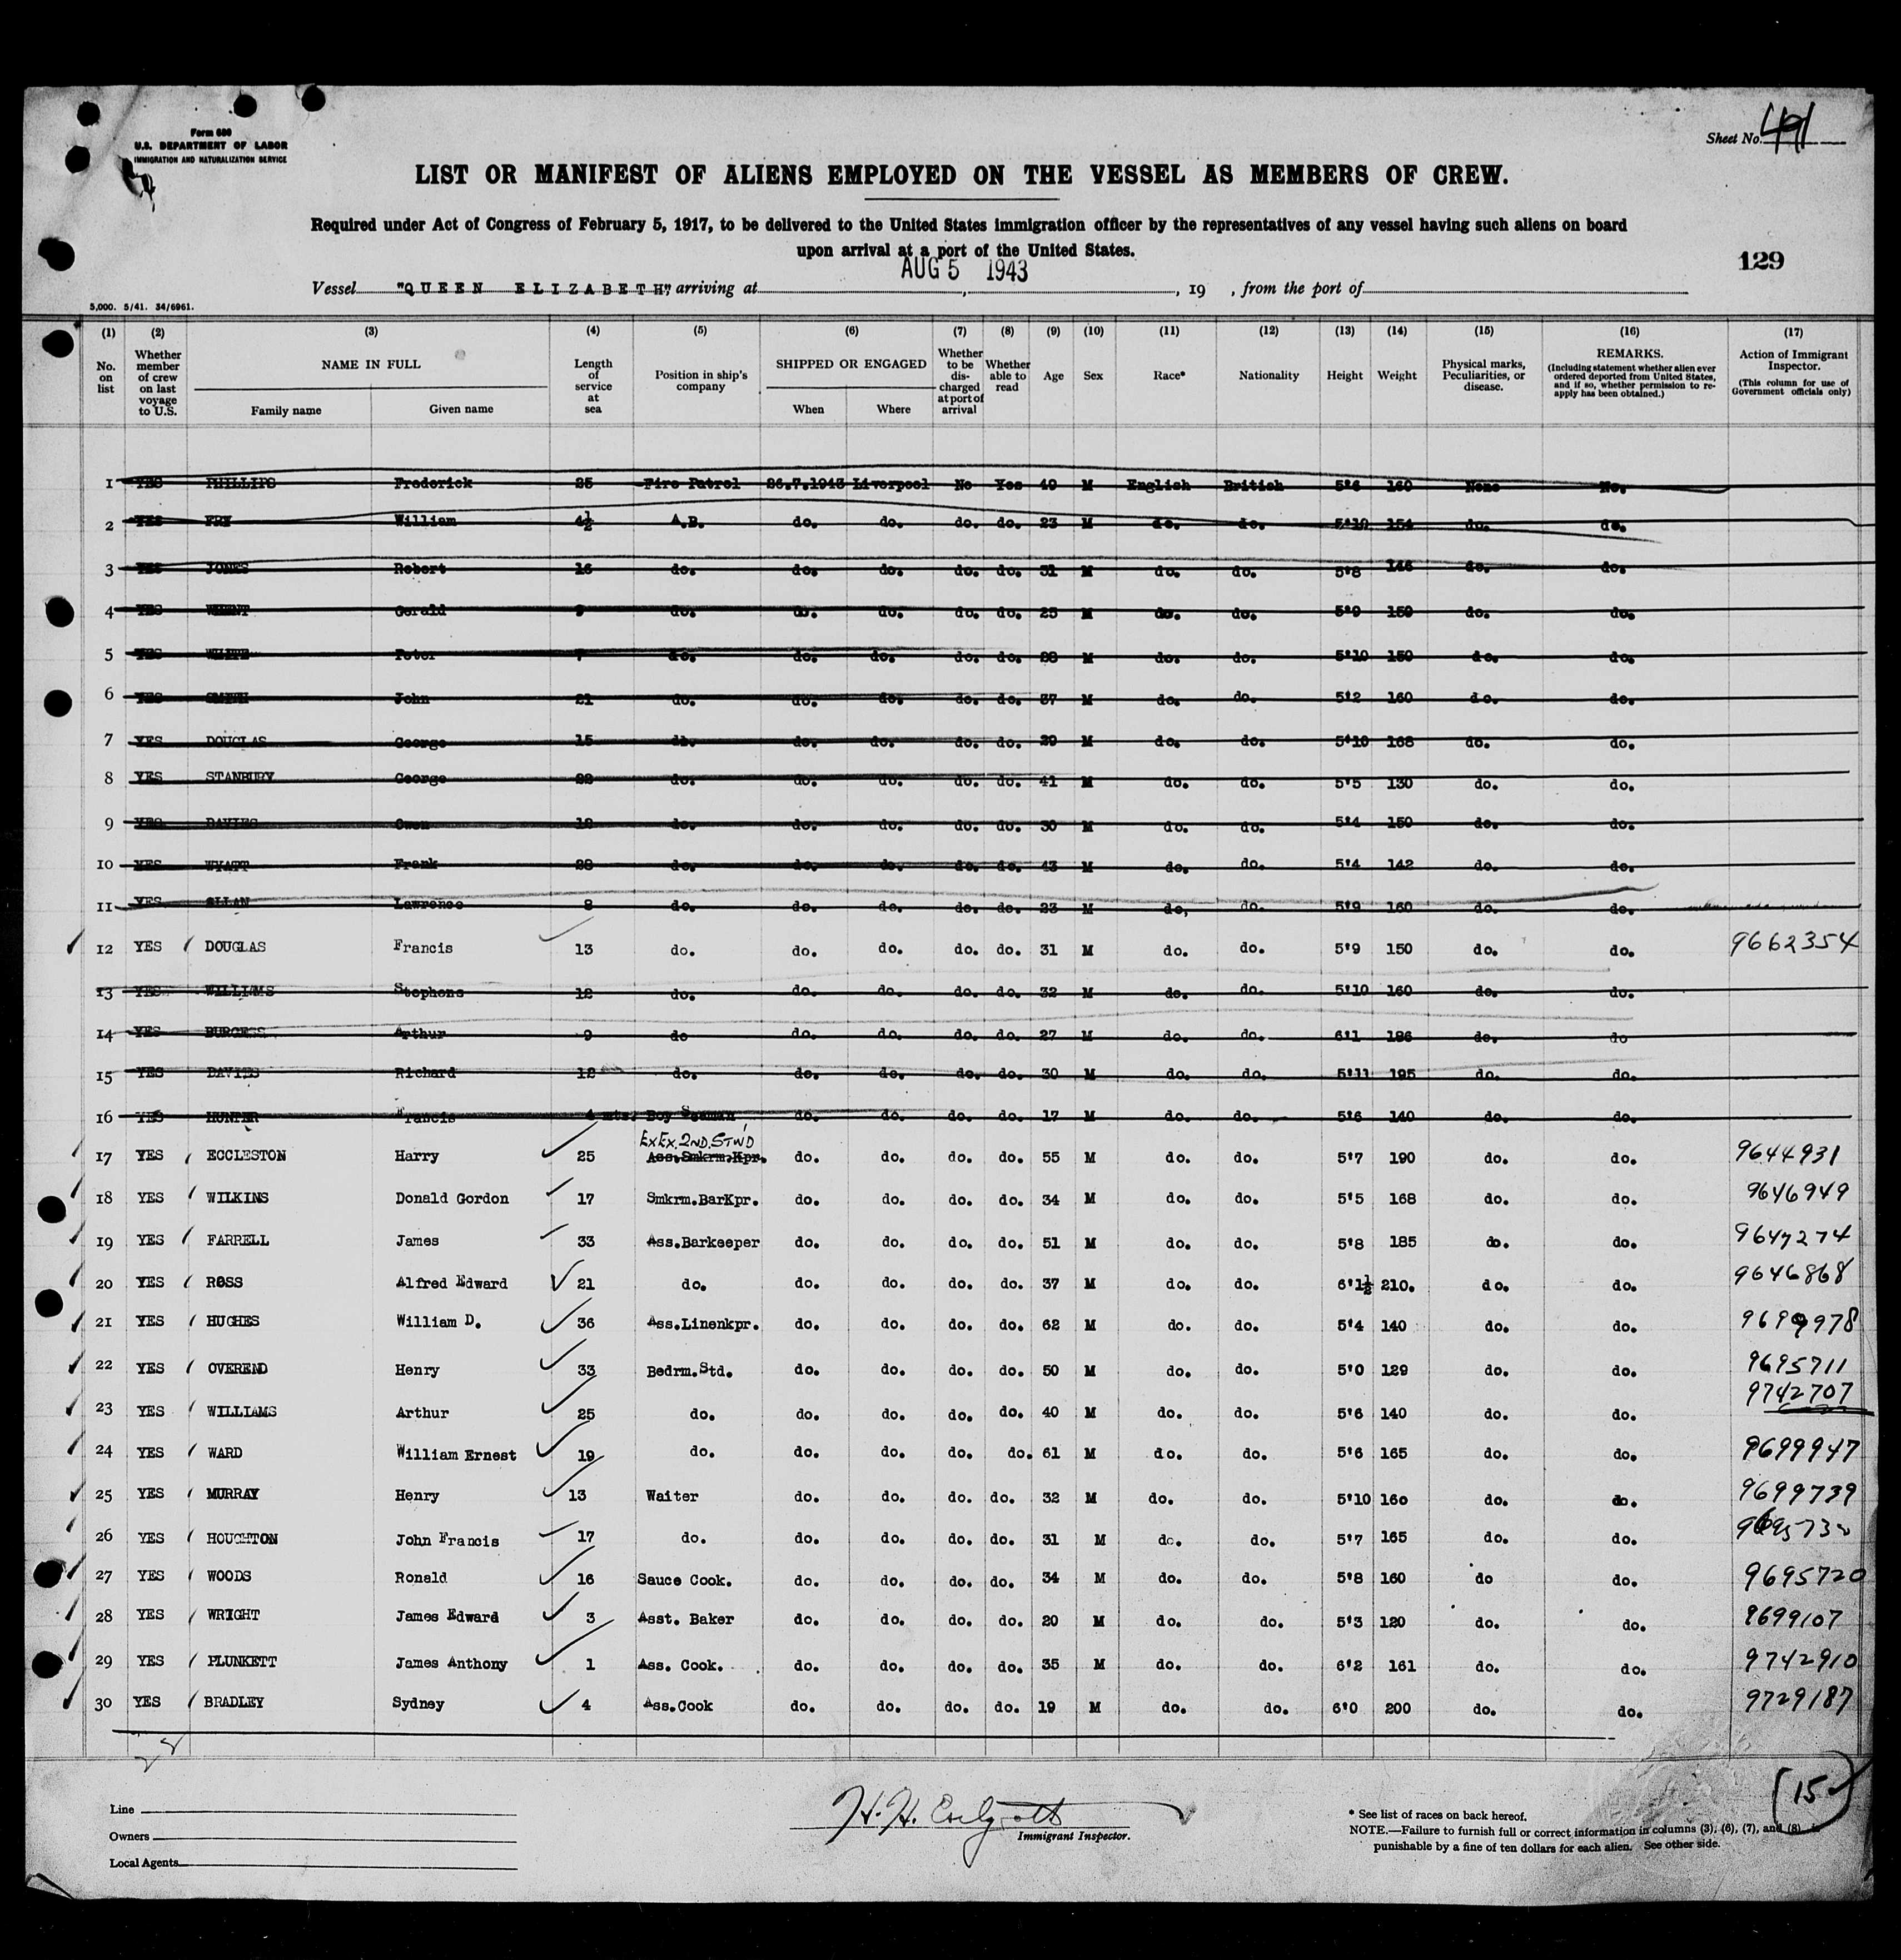 Form 680
U.S. DEPARTMENT OF LABOR
IMMIGRATION AND NATURALIZATION SERVICE
Sheet No.
LIST OR MANIFEST OF ALIENS EMPLOYED ON THE VESSEL AS MEMBERS OF CREW.
Required under Act of Congress of February 5, 1917, to be delivered to the United States immigration officer by the representatives of any vessel having such aliens on board
upon arrival at a port of the United States.
129
AUG 5 1943
Vessel "QUEEN ELIZABETH" arriving at , , 19 , from the port of
5,000. 5/41. 34/6961.
(1) (2) (3) (4) (5) (6) (7) (8) (9) (10) (11) (12) (13) (14) (15) (16) (17)
No. on list Whether member of crew on last voyage to U.S. NAME IN FULL Family name Given name Length of service at sea Position in ship's company SHIPPED OR ENGAGED When Where Whether to be discharged at port of arrival Whether able to read Age Sex Race* Nationality Height Weight Physical marks, Peculiarities, or disease. REMARKS. (Including statement whether alien ever ordered deported from United States, and if so, whether permission to re-apply has been obtained.) Action of Immigrant Inspector. (This column for use of Government officials only)
1 YES PHILLIPS Frederick 25 Fire Patrol 26.7.1943 Liverpool No Yes 49 M English British 5'6 160 None No.
2 YES FRY William 4½ A.B. do. do. do. do. 23 M do. do. 5'10 154 do. do.
3 YES JONES Robert 16 do. do. do. do. do. 31 M do. do. 5'8 146 do. do.
4 YES Gerald 9 do. do. do. do. do. 25 M do. do. 5'9 150 do. do.
5 YES WHITE Peter 7 do. do. do. do. do. 28 M do. do. 5'10 150 do. do.
6 YES SMITH John 21 do. do. do. do. do. 37 M do. do. 5'2 160 do. do.
7 YES DOUGLAS George 15 do. do. do. do. do. 29 M do. do. 5'10 168 do. do.
8 YES STANBURY George 22 do. do. do. do. do. 41 M do. do. 5'5 130 do. do.
9 YES DAVIES Owen 12 do. do. do. do. do. 30 M do. do. 5'4 150 do. do.
10 YES WYATT Frank 28 do. do. do. do. do. 43 M do. do. 5'4 142 do. do.
11 YES Lawrence 8 do. do. do. do. do. 23 M do, do. 5'9 160 do. do.
12 YES DOUGLAS Francis 13 do. do. do. do. do. 31 M do. do. 5'9 150 do. do. 9662354
13 YES WILLIAMS Stephens 12 do. do. do. do. do. 32 M do. do. 5'10 160 do. do.
14 YES BURGESS Arthur 9 do do. do. do. do. 27 M do. do. 6'1 186 do. do
15 YES DAVIES Richard 12 do. do. do. do. do. 30 M do. do. 5'11 195 do. do.
16 YES HUNTER Francis 4 mts. Boy Seaman do. do. do. do. 17 M do. do. 5'6 140 do. do.
EX EX. 2ND. STW'D
17 YES ECCLESTON Harry 25 Ass.Smkrm.Kpr. do. do. do. do. 55 M do. do. 5'7 190 do. do. 9644931
18 YES WILKINS Donald Gordon 17 Smkrm.BarKpr. do. do. do. do. 34 M do. do. 5'5 168 do. do. 9646949
19 YES FARRELL James 33 Ass.Barkeeper do. do. do. do. 51 M do. do. 5'8 185 do. do. 9647274
20 YES ROSS Alfred Edward 21 do. do. do. do. do. 37 M do. do. 6'1½ 210. do. do. 9646868
21 YES HUGHES William D. 36 Ass.Linenkpr. do. do. do. do. 62 M do. do. 5'4 140 do. do. 9699978
22 YES OVEREND Henry 33 Bedrm.Std. do. do. do. do. 50 M do. do. 5'0 129 do. do. 9695711
23 YES WILLIAMS Arthur 25 do. do. do. do. do. 40 M do. do. 5'6 140 do. do. 9742707
24 YES WARD William Ernest 19 do. do. do. do. do. 61 M do. do. 5'6 165 do. do. 9699947
25 YES MURRAY Henry 13 Waiter do. do. do. do. 32 M do. do. 5'10 160 do. do. 9699739
26 YES HOUGHTON John Francis 17 do. do. do. do. do. 31 M do. do. 5'7 165 do. do.
27 YES WOODS Ronald 16 Sauce Cook. do. do. do. do. 34 M do. do. 5'8 160 do do. 9695720
28 YES WRIGHT James Edward 3 Asst. Baker do. do. do. do. 20 M do. do. 5'3 120 do. do. 9699107
29 YES PLUNKETT James Anthony 1 Ass. Cook. do. do. do. do. 35 M do. do. 6'2 161 do. do. 9742910
30 YES BRADLEY Sydney 4 Ass.Cook do. do. do. do. 19 M do. do. 6'0 200 do. do. 9729187
15
Line
Owners
Local Agents
H. H.
Immigrant Inspector.
* See list of races on back hereof.
NOTE.—Failure to furnish full or correct information in columns (3), (6), (7), and (8) is
punishable by a fine of ten dollars for each alien. See other side.